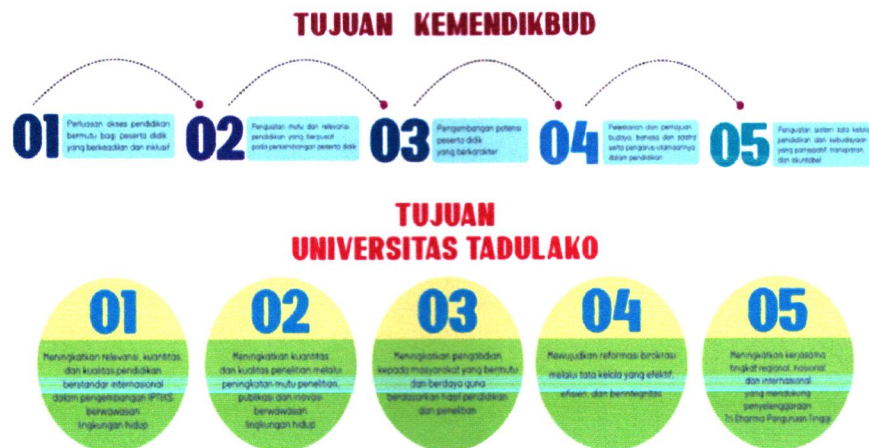 TUJUAN KEMENDIKBUD
01
Perluasan akses pendidikan
bermutu bagi peserta didik
yang berkeadilan dan inklusif
02
Penguatan mutu dan relevansi
pendidikan yang berpusat
pada perkembangan peserta didik
03
Pengembangan potensi
peserta didik
yang berkarakter
04
Pelestarian dan pemajuan
budaya, bahasa dan sastra
serta pengarus-utamaannya
dalam pendidikan
05
Penguatan sistem tata kelola
pendidikan dan kebudayaan
yang partisipatif, transparan,
dan akuntabel
TUJUAN
UNIVERSITAS TADULAKO
01
Meningkatkan relevansi, kuantitas,
dan kualitas pendidikan
berstandar internasional
dalam pengembangan IPTEKS
berwawasan
lingkungan hidup
02
Meningkatkan kuantitas
dan kualitas penelitian melalui
peningkatan mutu penelitian,
publikasi dan inovasi
berwawasan
lingkungan hidup
03
Meningkatkan pengabdian
kepada masyarakat yang bermutu
dan berdaya guna
berdasarkan hasil pendidikan
dan penelitian
04
Mewujudkan reformasi birokrasi
melalui tata kelola yang efektif,
efisien, dan berintegritas
05
Meningkatkan kerjasama
tingkat regional, nasional,
dan internasional
yang mendukung
penyelenggaraan
Tri Dharma Perguruan Tinggi